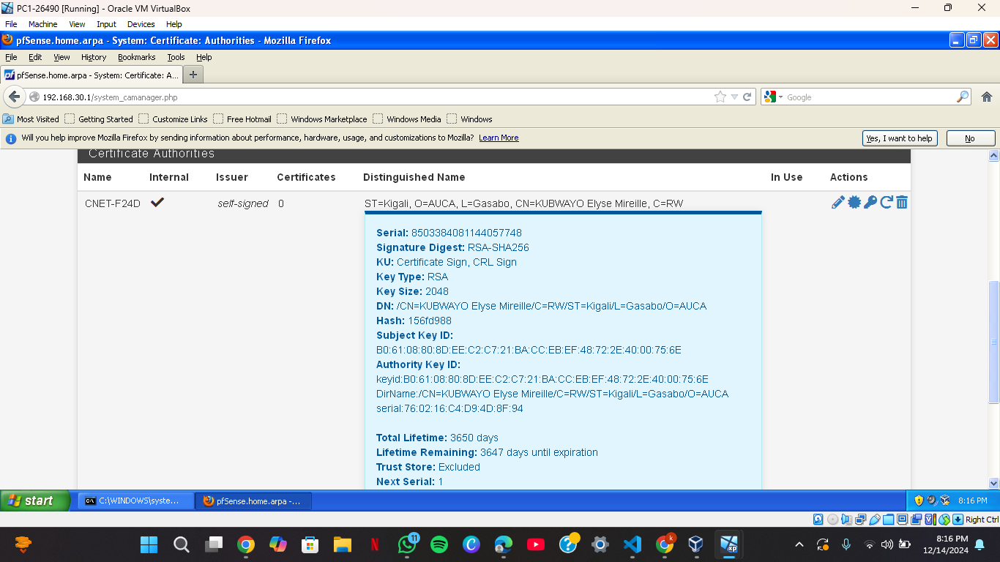 PC1-26490 [Running] - Oracle VM VirtualBox
File Machine View Input Devices Help
pfSense.home.arpa - System: Certificate: Authorities - Mozilla Firefox
File Edit View History Bookmarks Tools Help
pf pfSense.home.arpa - System: Certificate: A... +
192.168.30.1/system_camanager.php Google
Most Visited Getting Started Customize Links Free Hotmail Windows Marketplace Windows Media Windows
Will you help improve Mozilla Firefox by sending information about performance, hardware, usage, and customizations to Mozilla? Learn More Yes, I want to help No
Certificate Authorities
Name Internal Issuer Certificates Distinguished Name In Use Actions
CNET-F24D self-signed 0 ST=Kigali, O=AUCA, L=Gasabo, CN=KUBWAYO Elyse Mireille, C=RW
Serial: 8503384081144057748
Signature Digest: RSA-SHA256
KU: Certificate Sign, CRL Sign
Key Type: RSA
Key Size: 2048
DN: /CN=KUBWAYO Elyse Mireille/C=RW/ST=Kigali/L=Gasabo/O=AUCA
Hash: 156fd988
Subject Key ID:
B0:61:08:80:8D:EE:C2:C7:21:BA:CC:EB:EF:48:72:2E:40:00:75:6E
Authority Key ID:
keyid:B0:61:08:80:8D:EE:C2:C7:21:BA:CC:EB:EF:48:72:2E:40:00:75:6E
DirName:/CN=KUBWAYO Elyse Mireille/C=RW/ST=Kigali/L=Gasabo/O=AUCA
serial:76:02:16:C4:D9:4D:8F:94
Total Lifetime: 3650 days
Lifetime Remaining: 3647 days until expiration
Trust Store: Excluded
Next Serial: 1
start C:\WINDOWS\syste... pfSense.home.arpa -... 8:16 PM
Right Ctrl
11 k xp 8:16 PM
12/14/2024